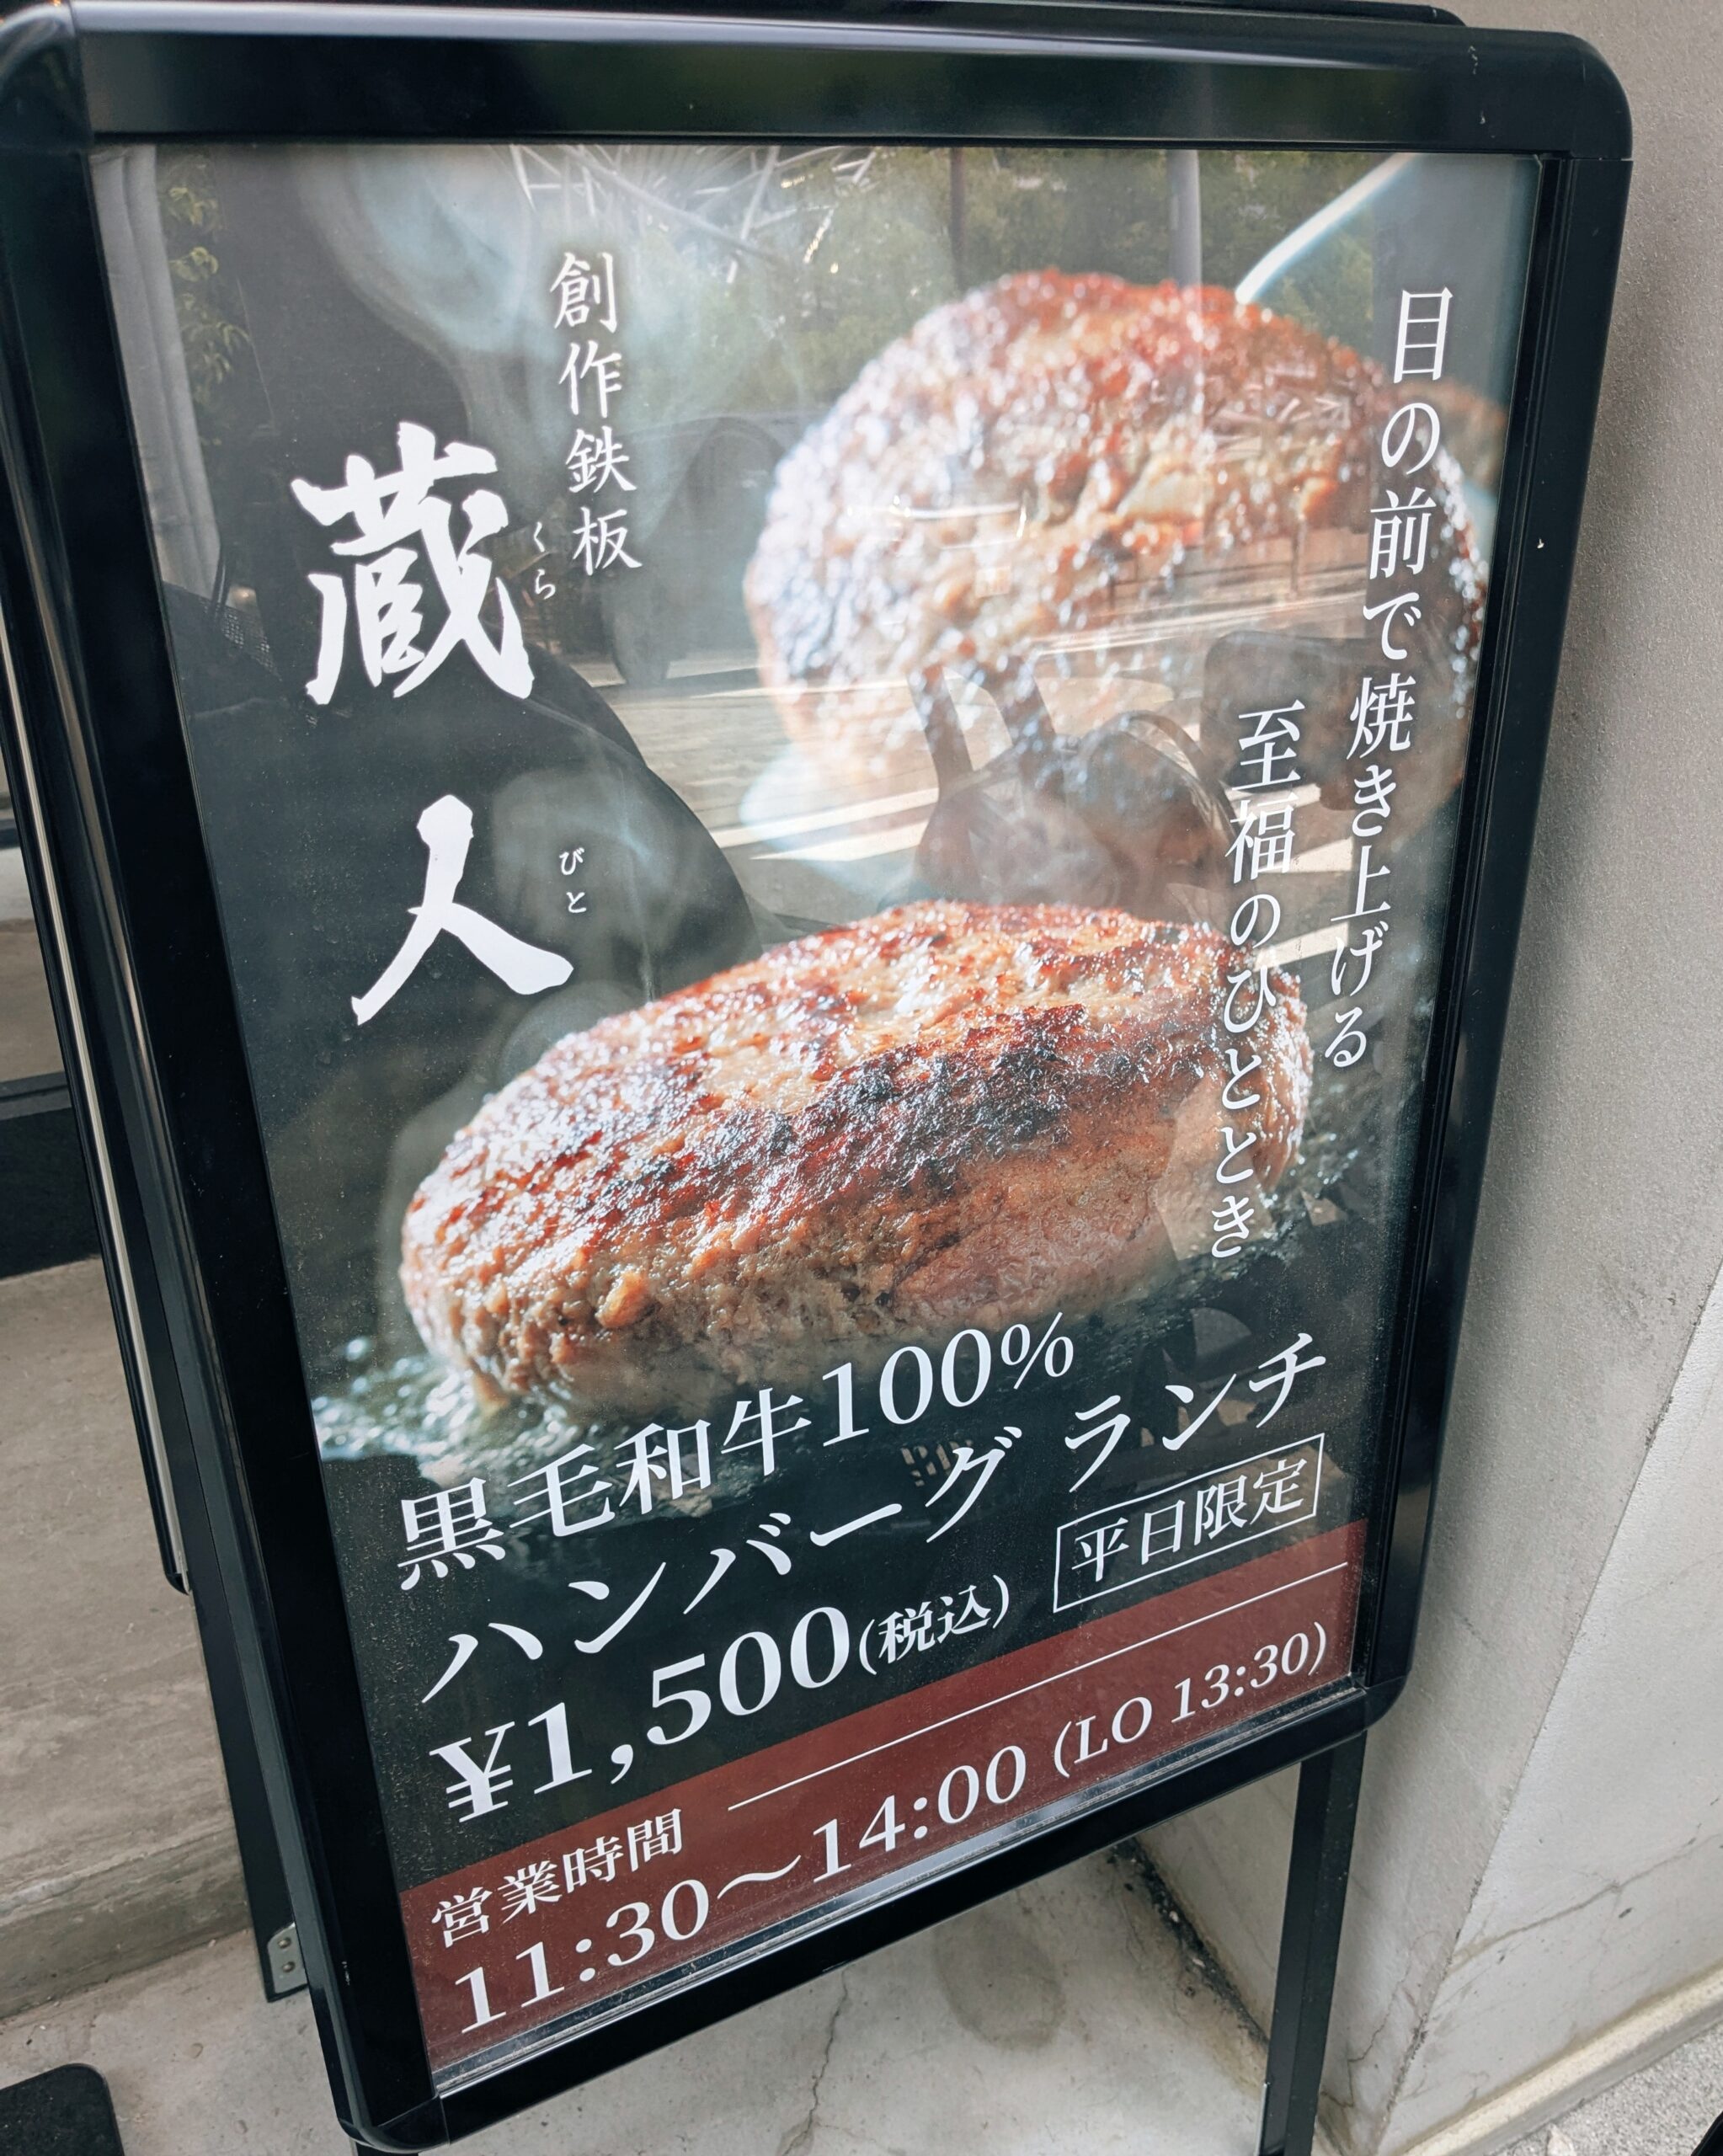 目の前で焼き上げる
至福のひととき
創作鉄板
蔵人
くらびと
黒毛和牛100%
ハンバーグ ランチ
¥1,500(税込) 平日限定
営業時間
11:30～14:00 (LO 13:30)